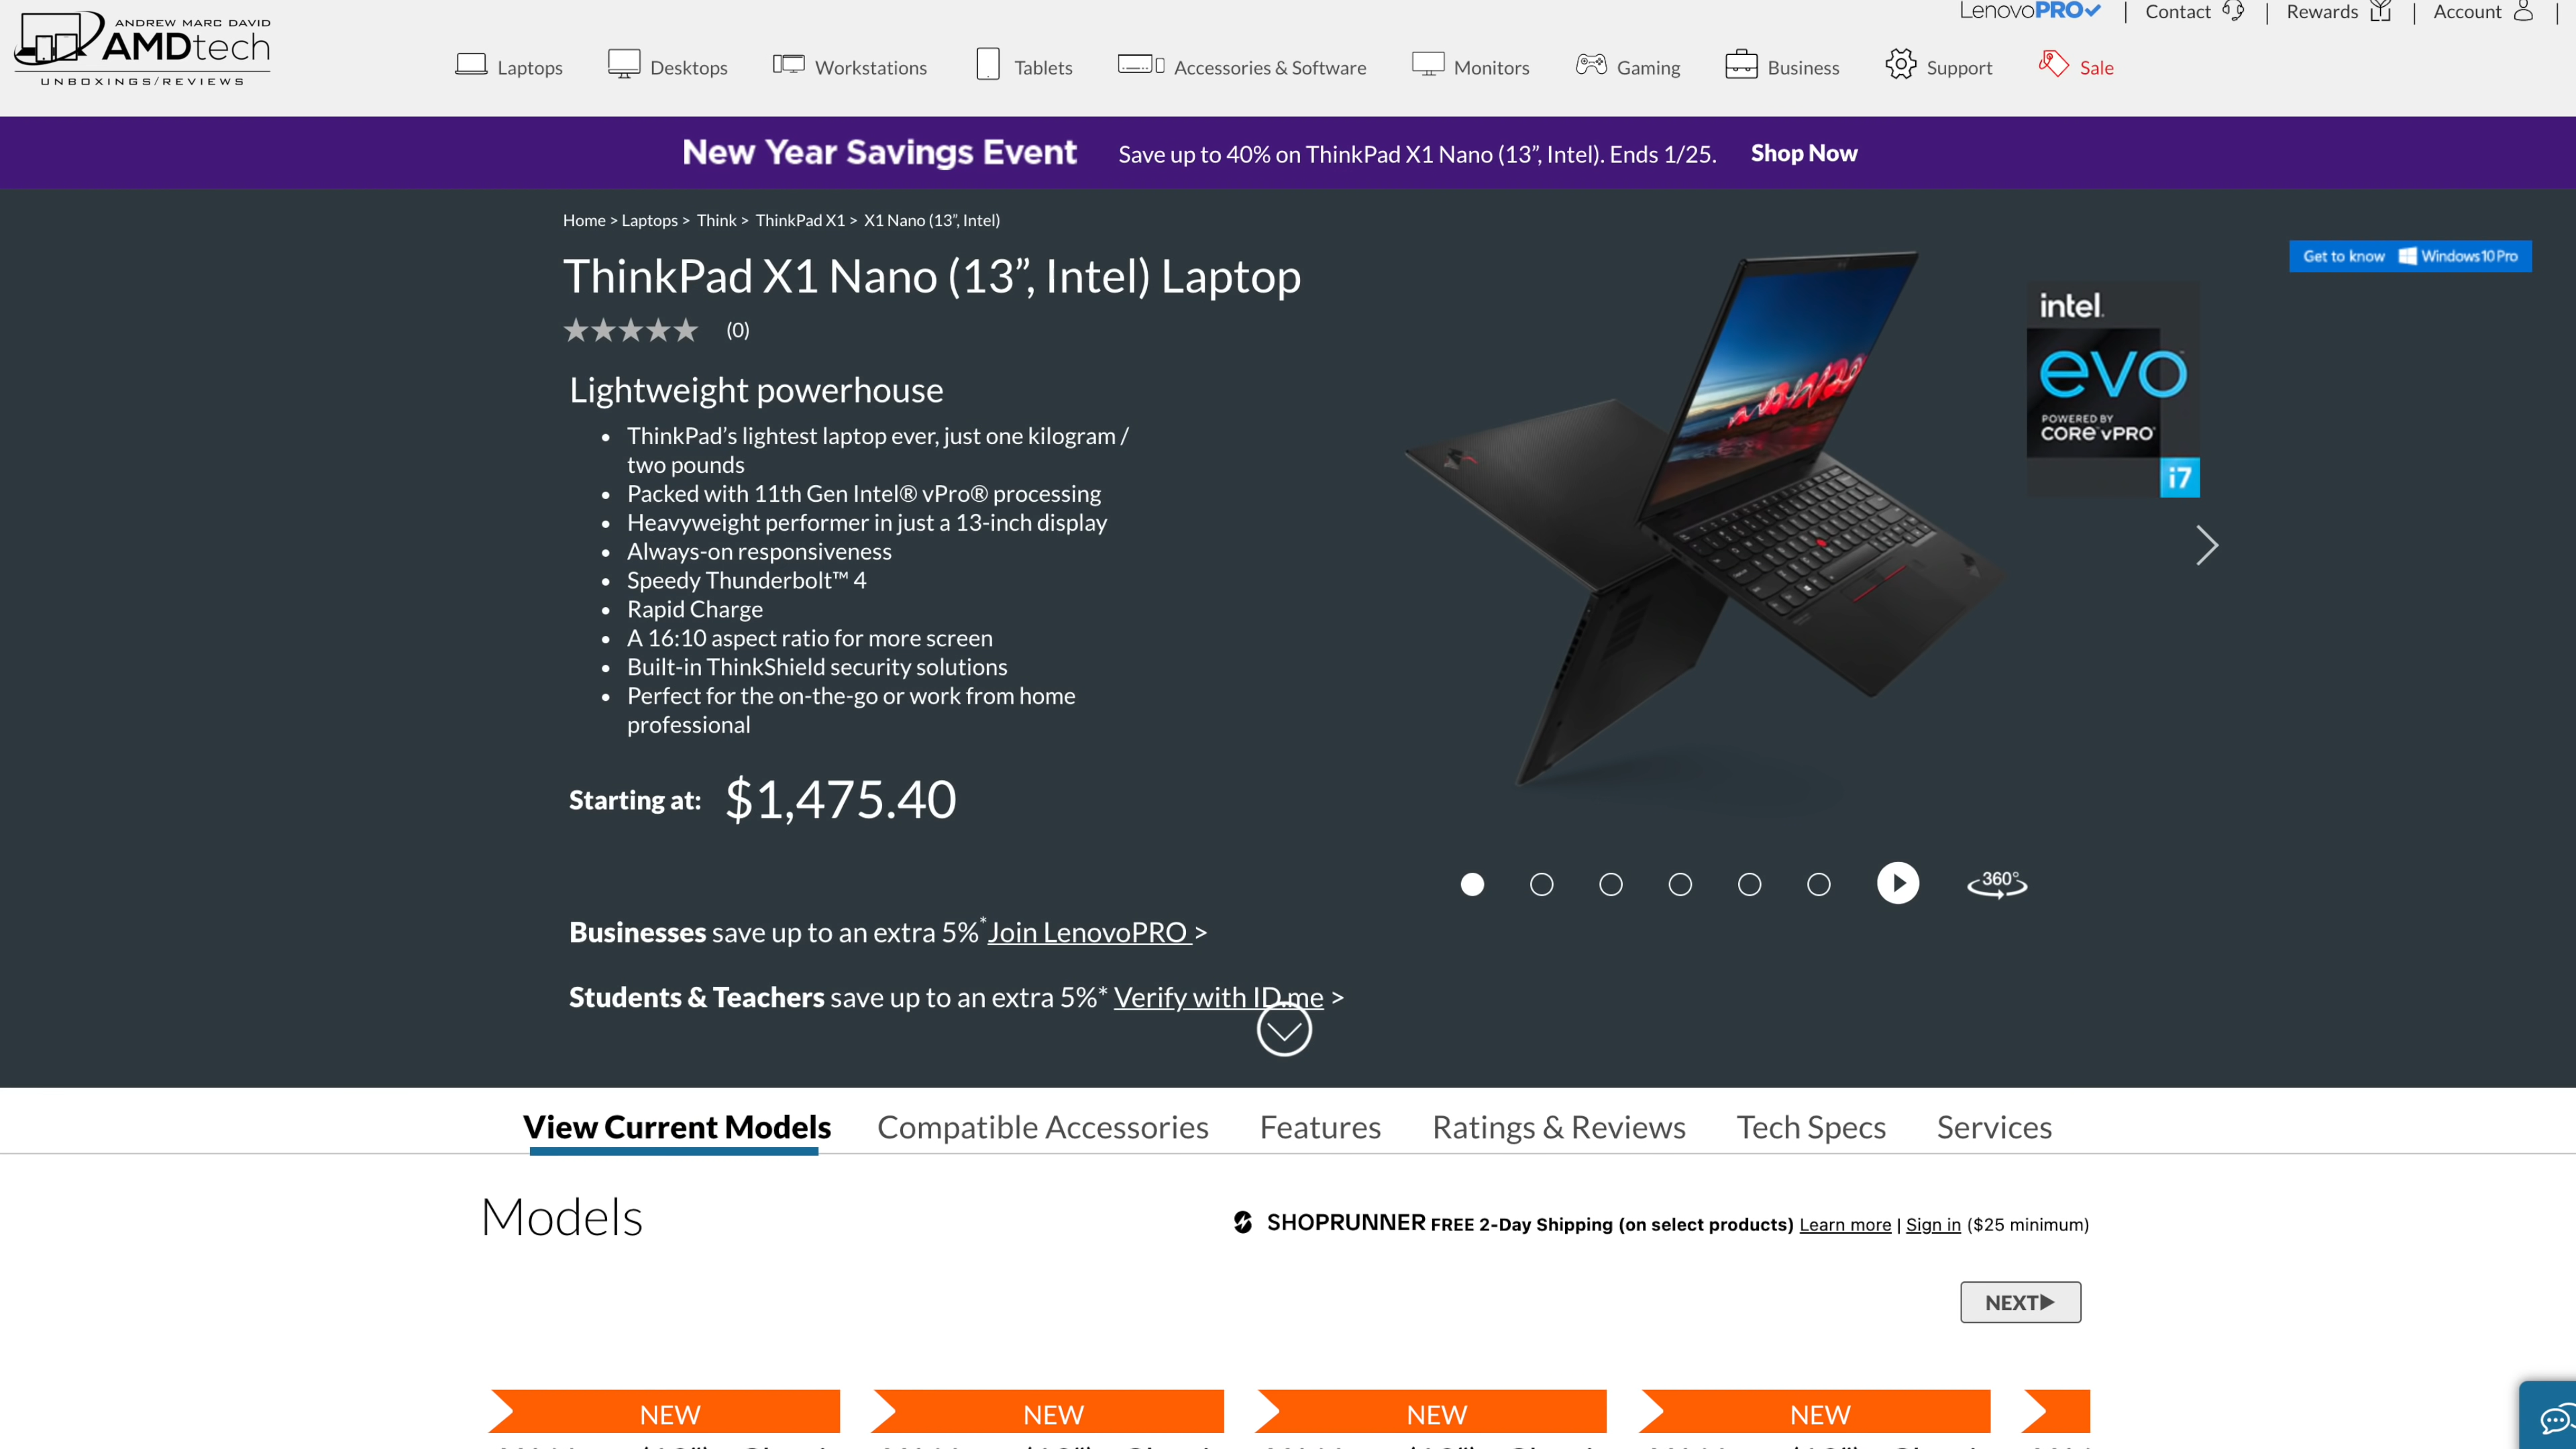 ANDREW MARC DAVID
AMDtech
UNBOXINGS/REVIEWS
LenovoPRO | Contact | Rewards | Account |
Laptops Desktops Workstations Tablets Accessories & Software Monitors Gaming Business Support Sale
New Year Savings Event Save up to 40% on ThinkPad X1 Nano (13”, Intel). Ends 1/25. Shop Now
Home > Laptops > Think > ThinkPad X1 > X1 Nano (13”, Intel)
ThinkPad X1 Nano (13”, Intel) Laptop
(0)
Get to know Windows 10 Pro
Lightweight powerhouse
• ThinkPad’s lightest laptop ever, just one kilogram /
two pounds
• Packed with 11th Gen Intel® vPro® processing
• Heavyweight performer in just a 13-inch display
• Always-on responsiveness
• Speedy Thunderbolt™ 4
• Rapid Charge
• A 16:10 aspect ratio for more screen
• Built-in ThinkShield security solutions
• Perfect for the on-the-go or work from home
professional
intel.
evo
POWERED BY
CORE vPRO
i7
Starting at: $1,475.40
360°
Businesses save up to an extra 5%* Join LenovoPRO >
Students & Teachers save up to an extra 5%* Verify with ID.me >
View Current Models Compatible Accessories Features Ratings & Reviews Tech Specs Services
Models
SHOPRUNNER FREE 2-Day Shipping (on select products) Learn more | Sign in ($25 minimum)
NEXT▶
NEW NEW NEW NEW